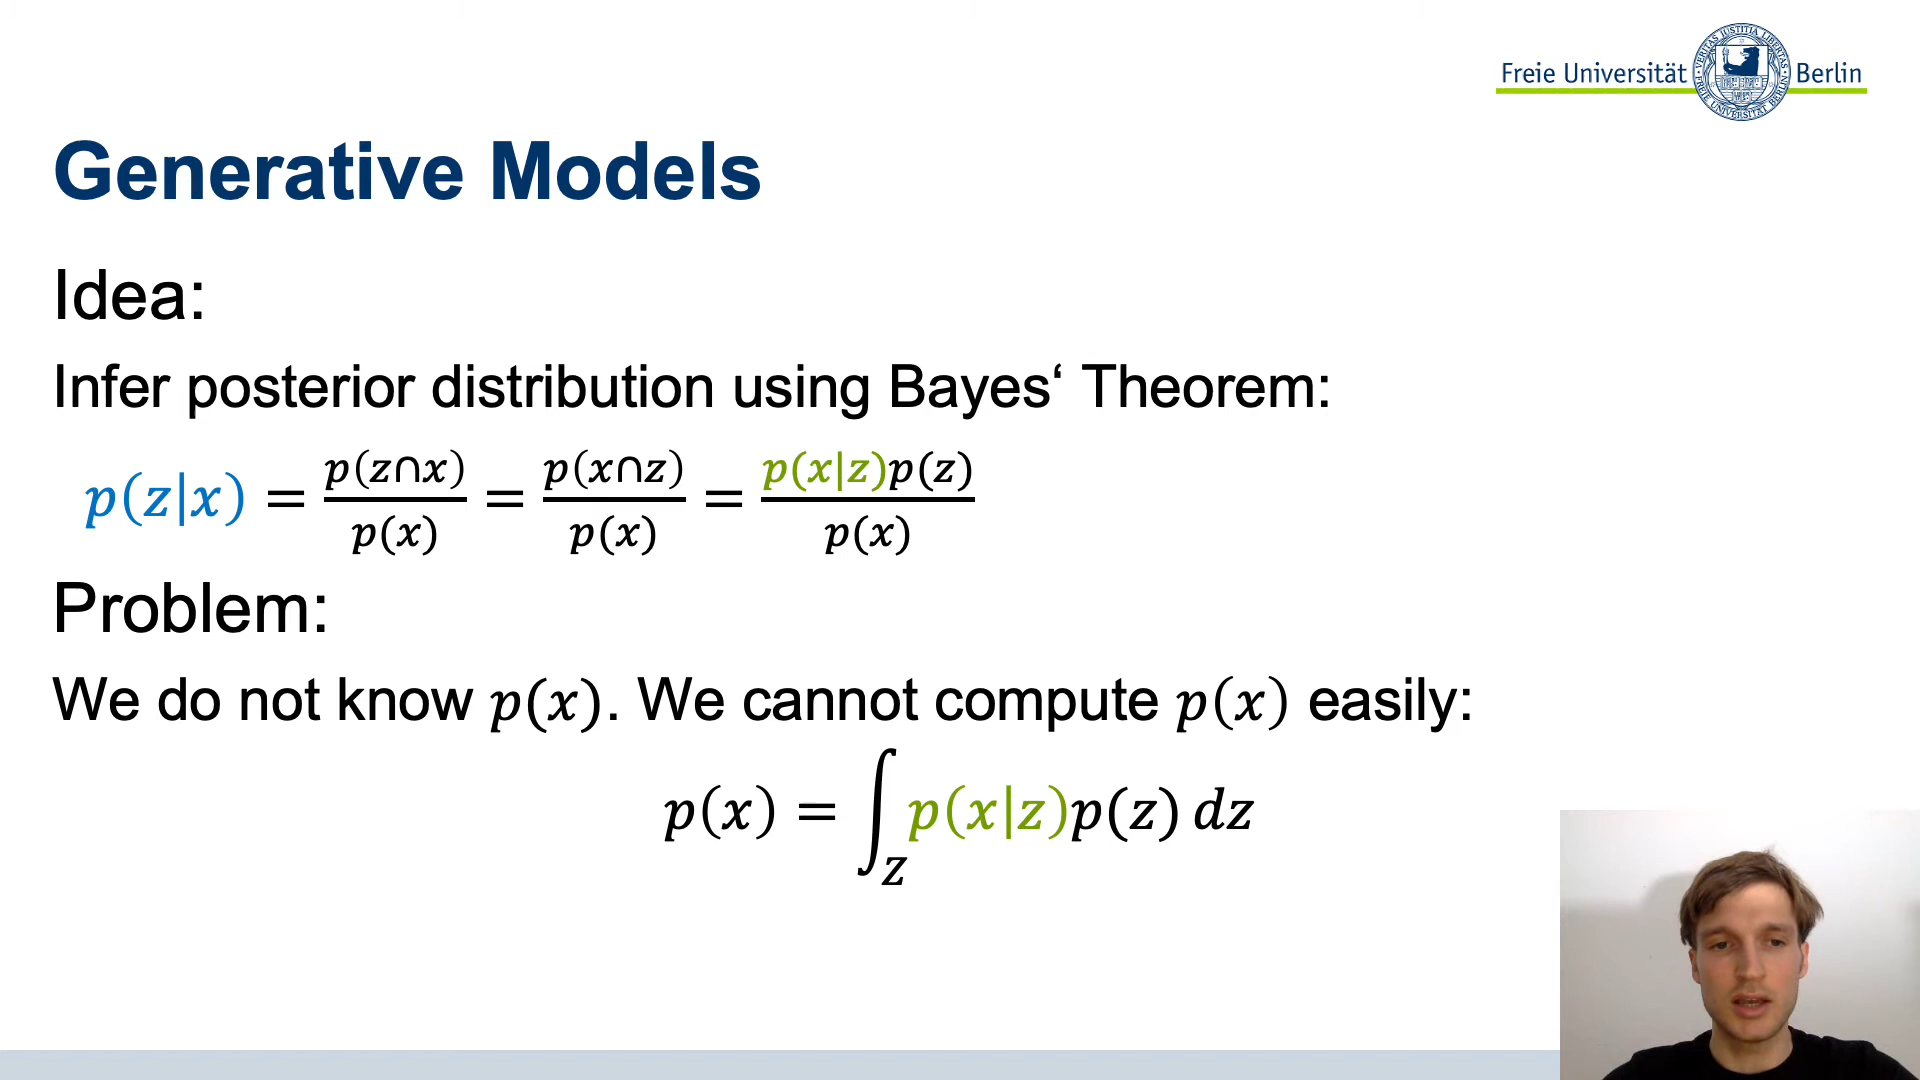 Freie Universität Berlin
Generative Models
Idea:
Infer posterior distribution using Bayes‘ Theorem:
p(z|x) = p(z∩x)/p(x) = p(x∩z)/p(x) = p(x|z)p(z)/p(x)
Problem:
We do not know p(x). We cannot compute p(x) easily:
p(x) = ∫_Z p(x|z)p(z) dz